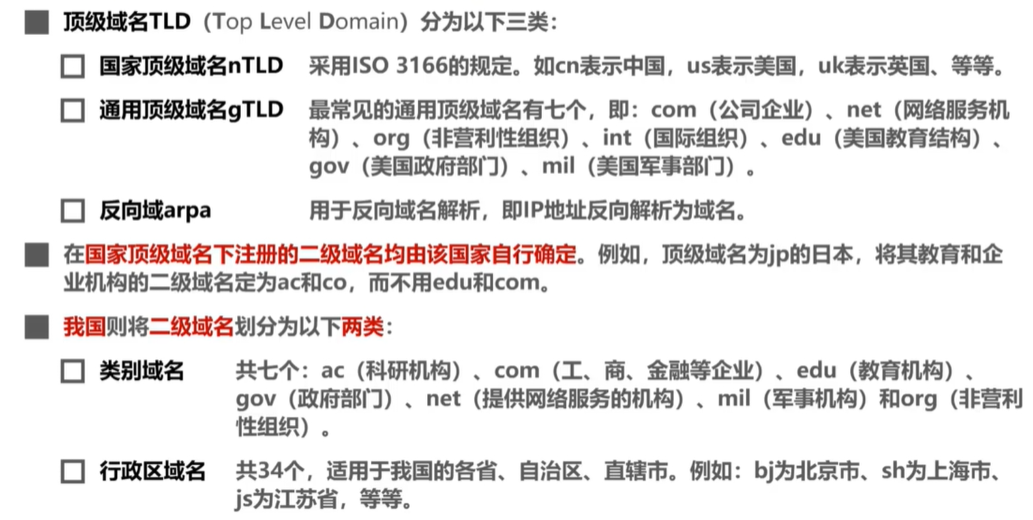 顶级域名TLD（Top Level Domain）分为以下三类：
国家顶级域名nTLD 采用ISO 3166的规定。如cn表示中国，us表示美国，uk表示英国、等等。
通用顶级域名gTLD 最常见的通用顶级域名有七个，即：com（公司企业）、net（网络服务机
构）、org（非营利性组织）、int（国际组织）、edu（美国教育结构）、
gov（美国政府部门）、mil（美国军事部门）。
反向域arpa 用于反向域名解析，即IP地址反向解析为域名。
在国家顶级域名下注册的二级域名均由该国家自行确定。例如，顶级域名为jp的日本，将其教育和企
业机构的二级域名定为ac和co，而不用edu和com。
我国则将二级域名划分为以下两类：
类别域名 共七个：ac（科研机构）、com（工、商、金融等企业）、edu（教育机构）、
gov（政府部门）、net（提供网络服务的机构）、mil（军事机构）和org（非营利
性组织）。
行政区域名 共34个，适用于我国的各省、自治区、直辖市。例如：bj为北京市、sh为上海市、
js为江苏省，等等。